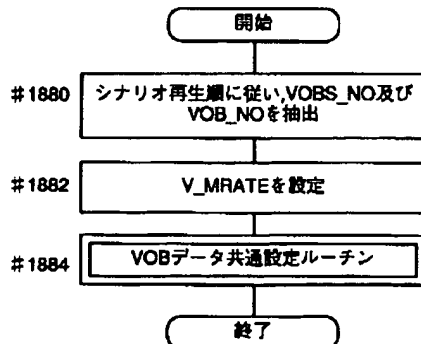 開始
#1880
シナリオ再生順に従い,VOBS_NO及び
VOB_NOを抽出
#1882
V_MRATEを設定
#1884
VOBデータ共通設定ルーチン
終了